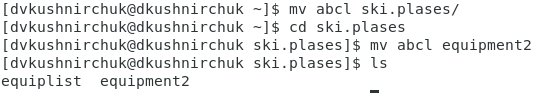 [dvkushnirchuk@dkushnirchuk ~]$ mv abcl ski.plases/
[dvkushnirchuk@dkushnirchuk ~]$ cd ski.plases
[dvkushnirchuk@dkushnirchuk ski.plases]$ mv abcl equipment2
[dvkushnirchuk@dkushnirchuk ski.plases]$ ls
equiplist  equipment2